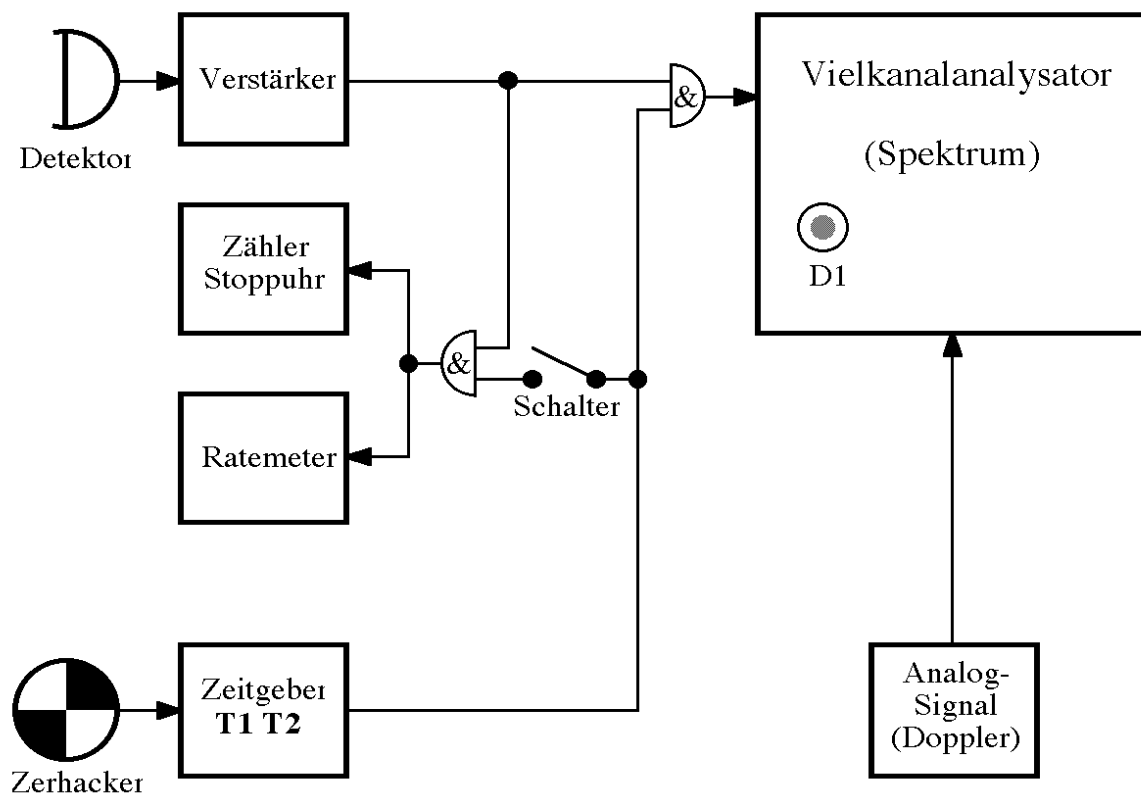 Detektor
Verstärker
&
Vielkanalanalysator
(Spektrum)
D1
Zähler
Stoppuhr
&
Schalter
Ratemeter
Zerhacker
Zeitgeber
T1 T2
Analog-
Signal
(Doppler)